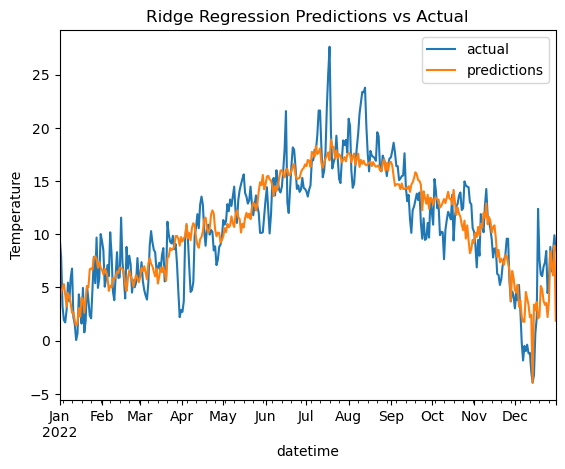 Ridge Regression Predictions vs Actual
actual
predictions
Temperature
25
20
15
10
5
0
−5
Jan Feb Mar Apr May Jun Jul Aug Sep Oct Nov Dec
2022
datetime